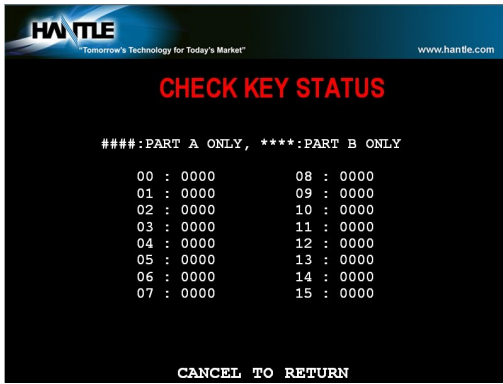 HANTLE
"Tomorrow's Technology for Today's Market"
www.hantle.com
CHECK KEY STATUS
####:PART A ONLY, ****:PART B ONLY
00 : 0000 08 : 0000
01 : 0000 09 : 0000
02 : 0000 10 : 0000
03 : 0000 11 : 0000
04 : 0000 12 : 0000
05 : 0000 13 : 0000
06 : 0000 14 : 0000
07 : 0000 15 : 0000
CANCEL TO RETURN